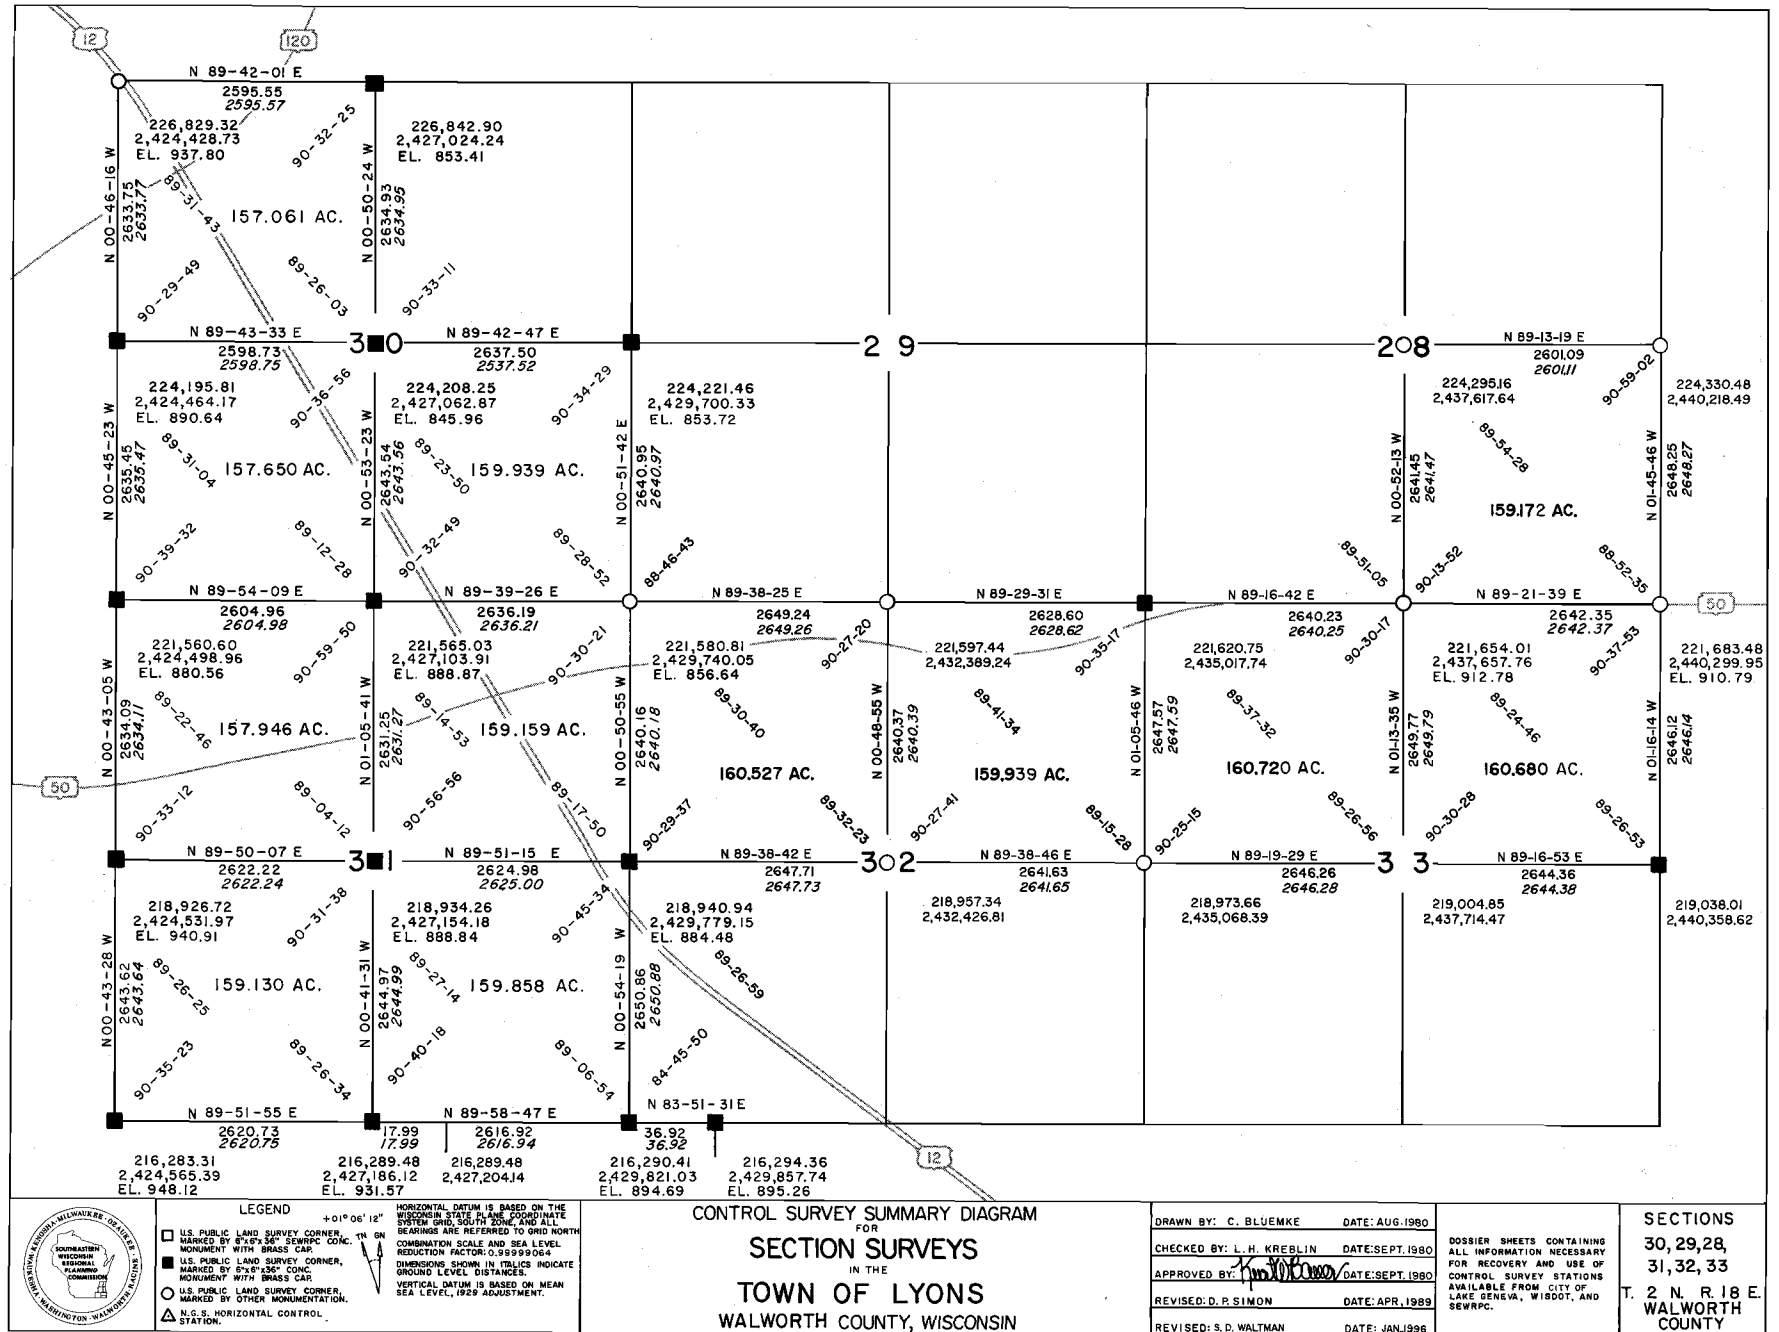 12
120
N 89-42-01 E
2595.55
2595.57
226,829.32
2,424,428.73
EL. 937.80
90-32-25
226,842.90
2,427,024.24
EL. 853.41
N 00-46-16 W
2633.75
2633.77
89-31-43
157.061 AC.
N 00-50-24 W
2634.93
2634.95
90-29-49
89-26-03
90-33-11
N 89-43-33 E
30
N 89-42-47 E
29
28
N 89-13-19 E
2598.73
2598.75
2637.50
2537.52
2601.09
2601.11
224,195.81
2,424,464.17
EL. 890.64
90-36-56
224,208.25
2,427,062.87
EL. 845.96
90-34-29
224,221.46
2,429,700.33
EL. 853.72
224,295.16
2,437,617.64
90-59-02
224,330.48
2,440,218.49
N 00-45-23 W
2635.45
2635.47
89-31-04
157.650 AC.
N 00-53-23 W
2643.54
2643.56
89-23-50
159.939 AC.
N 00-51-42 E
2640.95
2640.97
N 00-52-13 W
2641.45
2641.47
89-54-28
159.172 AC.
N 01-45-46 W
2648.25
2648.27
90-39-32
89-12-28
90-32-49
89-28-52
88-46-43
89-51-05
90-13-52
88-52-35
N 89-54-09 E
N 89-39-26 E
N 89-38-25 E
N 89-29-31 E
N 89-16-42 E
N 89-21-39 E
50
2604.96
2604.98
2636.19
2636.21
2649.24
2649.26
2628.60
2628.62
2640.23
2640.25
2642.35
2642.37
221,560.60
2,424,498.96
EL. 880.56
90-59-50
221,565.03
2,427,103.91
EL. 888.87
90-30-21
221,580.81
2,429,740.05
EL. 856.64
90-27-20
221,597.44
2,432,389.24
90-35-17
221,620.75
2,435,017.74
90-30-17
221,654.01
2,437,657.76
EL. 912.78
90-37-53
221,683.48
2,440,299.95
EL. 910.79
N 00-43-05 W
2634.09
2634.11
89-22-46
157.946 AC.
N 01-05-41 W
2631.25
2631.27
89-14-53
159.159 AC.
N 00-50-55 W
2640.16
2640.18
89-30-40
160.527 AC.
N 00-48-55 W
2640.37
2640.39
89-41-34
159.939 AC.
N 01-05-46 W
2647.57
2647.59
89-37-32
160.720 AC.
N 01-13-35 W
2649.77
2649.79
89-24-46
160.680 AC.
N 01-16-14 W
2646.12
2646.14
50
90-33-12
89-04-12
90-56-56
89-17-50
90-29-37
89-32-23
90-27-41
89-15-28
90-25-15
89-26-56
90-30-28
89-26-53
N 89-50-07 E
31
N 89-51-15 E
N 89-38-42 E
32
N 89-38-46 E
N 89-19-29 E
33
N 89-16-53 E
2622.22
2622.24
2624.98
2625.00
2647.71
2647.73
2641.63
2641.65
2646.26
2646.28
2644.36
2644.38
218,926.72
2,424,531.97
EL. 940.91
90-31-38
218,934.26
2,427,154.18
EL. 888.84
90-45-34
218,940.94
2,429,779.15
EL. 884.48
218,957.34
2,432,426.81
218,973.66
2,435,068.39
219,004.85
2,437,714.47
219,038.01
2,440,358.62
N 00-43-28 W
2643.62
2643.64
89-26-25
159.130 AC.
N 00-41-31 W
2644.97
2644.99
89-27-14
159.858 AC.
N 00-54-19 W
2650.86
2650.88
89-26-59
90-35-23
89-26-34
90-40-18
89-06-54
84-45-50
N 89-51-55 E
N 89-58-47 E
N 83-51-31 E
2620.73
2620.75
17.99
17.99
2616.92
2616.94
36.92
36.92
12
216,283.31
2,424,565.39
EL. 948.12
216,289.48
2,427,186.12
EL. 931.57
216,289.48
2,427,204.14
216,290.41
2,429,821.03
EL. 894.69
216,294.36
2,429,857.74
EL. 895.26
KENOSHA·MILWAUKEE·OZAUKEE·RACINE·WALWORTH·WASHINGTON·WAUKESHA
SOUTHEASTERN
WISCONSIN
REGIONAL
PLANNING
COMMISSION
LEGEND
U.S. PUBLIC LAND SURVEY CORNER,
MARKED BY 6"x6"x36" SEWRPC CONC.
MONUMENT WITH BRASS CAP.
U.S. PUBLIC LAND SURVEY CORNER,
MARKED BY 6"x6"x36" CONC.
MONUMENT WITH BRASS CAP.
U.S. PUBLIC LAND SURVEY CORNER,
MARKED BY OTHER MONUMENTATION.
N.G.S. HORIZONTAL CONTROL
STATION.
+01° 06' 12"
TN GN
HORIZONTAL DATUM IS BASED ON THE
WISCONSIN STATE PLANE COORDINATE
SYSTEM GRID, SOUTH ZONE, AND ALL
BEARINGS ARE REFERRED TO GRID NORTH
COMBINATION SCALE AND SEA LEVEL
REDUCTION FACTOR: 0.99999064
DIMENSIONS SHOWN IN ITALICS INDICATE
GROUND LEVEL DISTANCES.
VERTICAL DATUM IS BASED ON MEAN
SEA LEVEL, 1929 ADJUSTMENT.
CONTROL SURVEY SUMMARY DIAGRAM
FOR
SECTION SURVEYS
IN THE
TOWN OF LYONS
WALWORTH COUNTY, WISCONSIN
DRAWN BY: C. BLUEMKE DATE: AUG. 1980
CHECKED BY: L. H. KREBLIN DATE: SEPT. 1980
APPROVED BY: DATE: SEPT. 1980
REVISED: D. P. SIMON DATE: APR, 1989
REVISED: S. D. WALTMAN DATE: JAN. 1996
DOSSIER SHEETS CONTAINING
ALL INFORMATION NECESSARY
FOR RECOVERY AND USE OF
CONTROL SURVEY STATIONS
AVAILABLE FROM CITY OF
LAKE GENEVA, WISDOT, AND
SEWRPC.
SECTIONS
30, 29, 28,
31, 32, 33
T. 2 N. R. 18 E.
WALWORTH
COUNTY